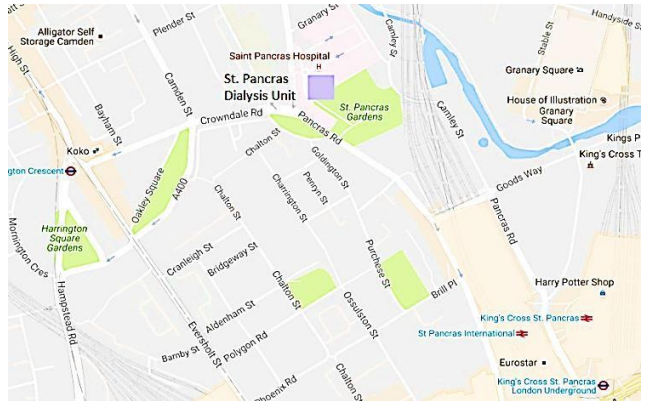 Plender St
Granary St
Camley St
Handyside St
Alligator Self
Storage Camden
High St
Saint Pancras Hospital
H
Stable St
Granary Square
St. Pancras
Dialysis Unit
Camden St
Bayham St
St. Pancras
Gardens
House of Illustration
Granary
Square
Crowndale Rd
Pancras Rd
Camley St
Kings P
Koko
Chalton St
Goldington St
King's Cross T
gton Crescent
Oakley Square
A400
Chalton St
Charrington St
Penryn St
Goods Way
Harrington
Square
Gardens
Mornington Cres
Pancras Rd
Cranleigh St
Bridgeway St
Purchese St
Hampstead Rd
Chalton St
Brill Pl
Harry Potter Shop
Eversholt St
Aldenham St
Ossulston St
King's Cross St. Pancras
St Pancras International
Barnby St
Polygon Rd
Eurostar
Phoenix Rd
Chalton St
King's Cross St. Pancras
London Underground